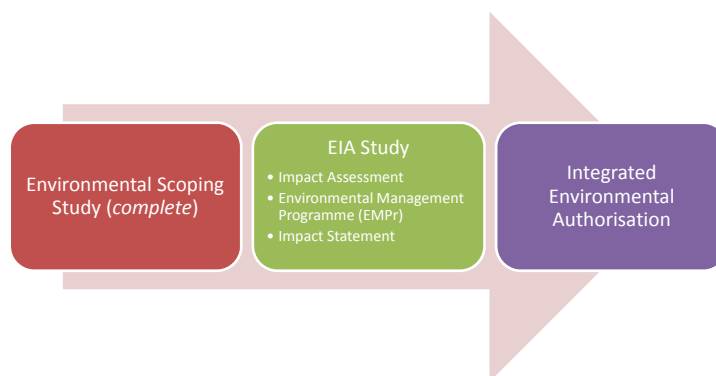 Environmental Scoping
Study (complete)
EIA Study
• Impact Assessment
• Environmental Management
Programme (EMPr)
• Impact Statement
Integrated
Environmental
Authorisation